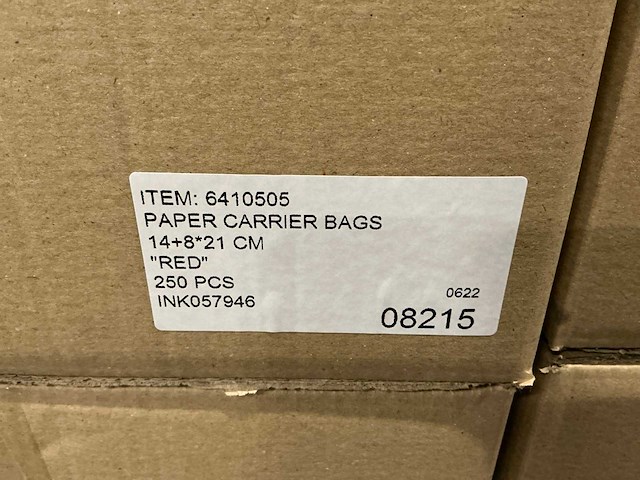 ITEM: 6410505
PAPER CARRIER BAGS
14+8*21 CM
"RED"
250 PCS
INK057946
0622
08215